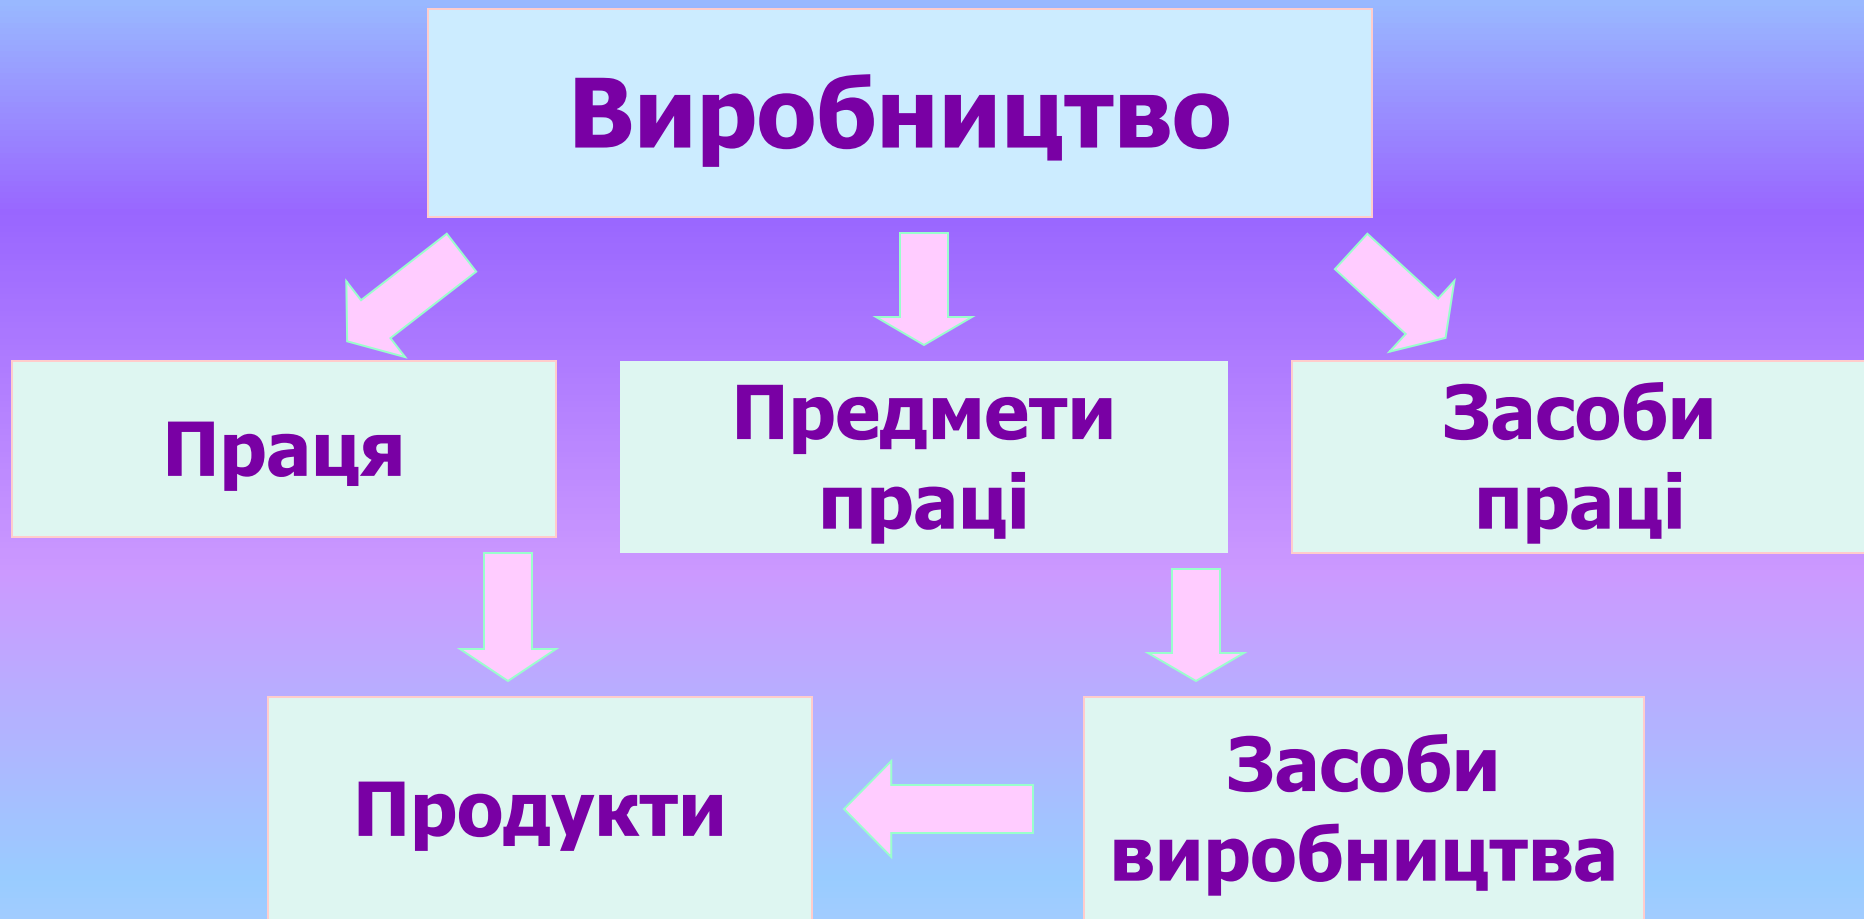 Виробництво
Праця
Предмети
праці
Засоби
праці
Продукти
Засоби
виробництва